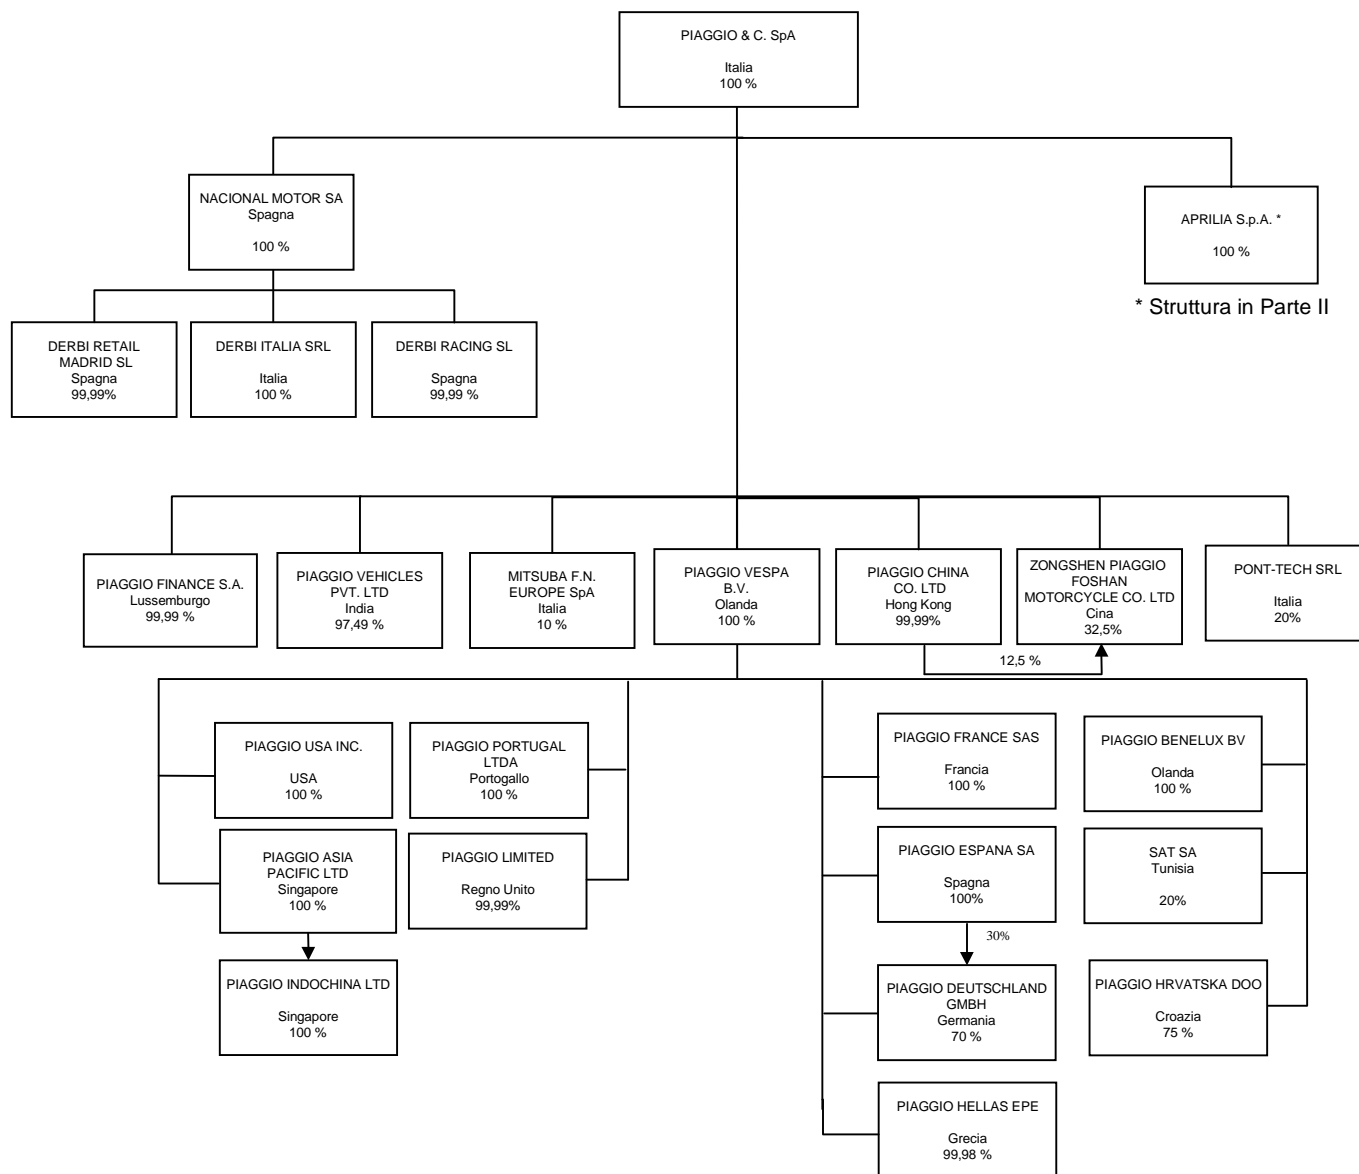 PIAGGIO & C. SpA
Italia
100 %
NACIONAL MOTOR SA
Spagna
100 %
APRILIA S.p.A. *
100 %
* Struttura in Parte II
DERBI RETAIL
MADRID SL
Spagna
99,99%
DERBI ITALIA SRL
Italia
100 %
DERBI RACING SL
Spagna
99,99 %
PIAGGIO FINANCE S.A.
Lussemburgo
99,99 %
PIAGGIO VEHICLES
PVT. LTD
India
97,49 %
MITSUBA F.N.
EUROPE SpA
Italia
10 %
PIAGGIO VESPA
B.V.
Olanda
100 %
PIAGGIO CHINA
CO. LTD
Hong Kong
99,99%
ZONGSHEN PIAGGIO
FOSHAN
MOTORCYCLE CO. LTD
Cina
32,5%
PONT-TECH SRL
Italia
20%
12,5 %
PIAGGIO USA INC.
USA
100 %
PIAGGIO PORTUGAL
LTDA
Portogallo
100 %
PIAGGIO FRANCE SAS
Francia
100 %
PIAGGIO BENELUX BV
Olanda
100 %
PIAGGIO ASIA
PACIFIC LTD
Singapore
100 %
PIAGGIO LIMITED
Regno Unito
99,99%
PIAGGIO ESPANA SA
Spagna
100%
SAT SA
Tunisia
20%
30%
PIAGGIO INDOCHINA LTD
Singapore
100 %
PIAGGIO DEUTSCHLAND
GMBH
Germania
70 %
PIAGGIO HRVATSKA DOO
Croazia
75 %
PIAGGIO HELLAS EPE
Grecia
99,98 %